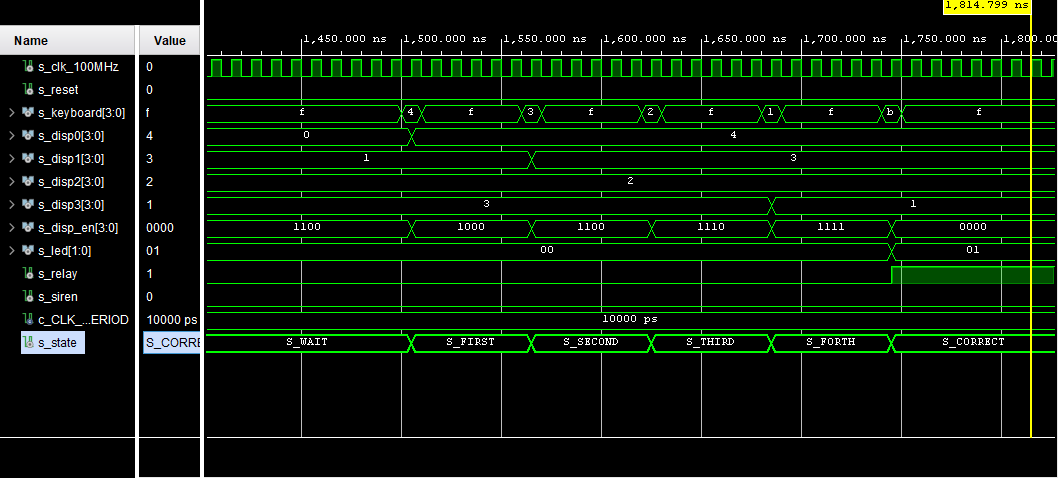 1,814.799 ns
Name Value 1,450.000 ns 1,500.000 ns 1,550.000 ns 1,600.000 ns 1,650.000 ns 1,700.000 ns 1,750.000 ns 1,800.00
s_clk_100MHz 0
s_reset 0
s_keyboard[3:0] f f 4 f 3 f 2 f 1 f b f
s_disp0[3:0] 4 0 4
s_disp1[3:0] 3 1 3
s_disp2[3:0] 2 2
s_disp3[3:0] 1 3 1
s_disp_en[3:0] 0000 1100 1000 1100 1110 1111 0000
s_led[1:0] 01 00 01
s_relay 1
s_siren 0
c_CLK_...ERIOD 10000 ps 10000 ps
s_state S_CORRE S_WAIT S_FIRST S_SECOND S_THIRD S_FORTH S_CORRECT